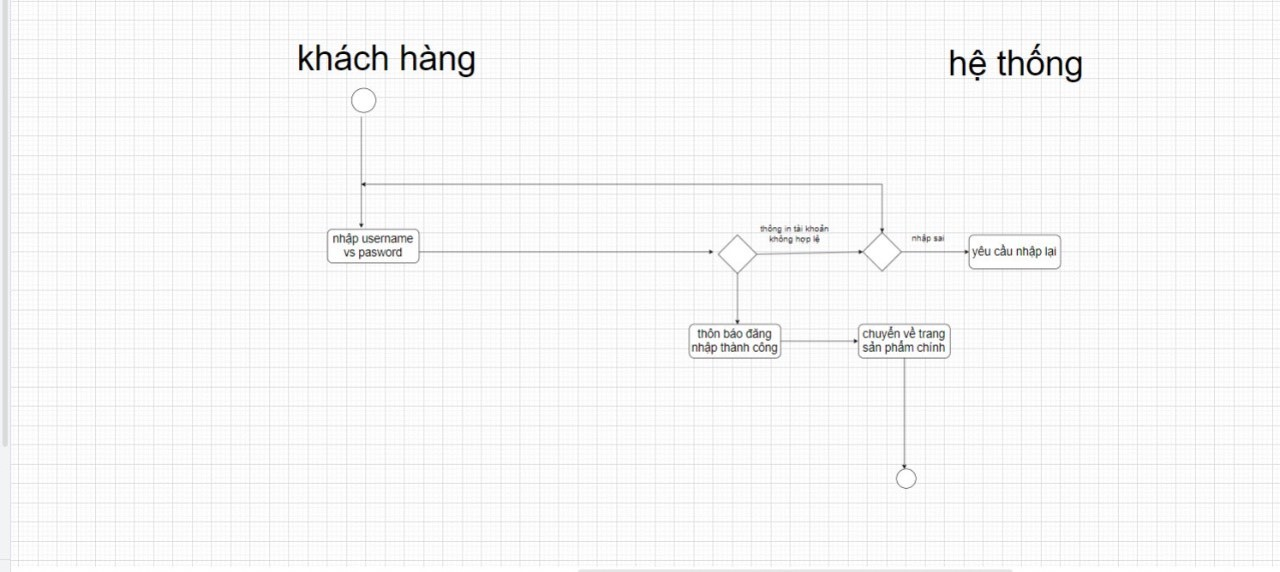 khách hàng
hệ thống
thông in tài khoản
không hợp lệ
nhập sai
nhập username
vs pasword
yêu cầu nhập lại
thôn báo đăng
nhập thành công
chuyển về trang
sản phẩm chính